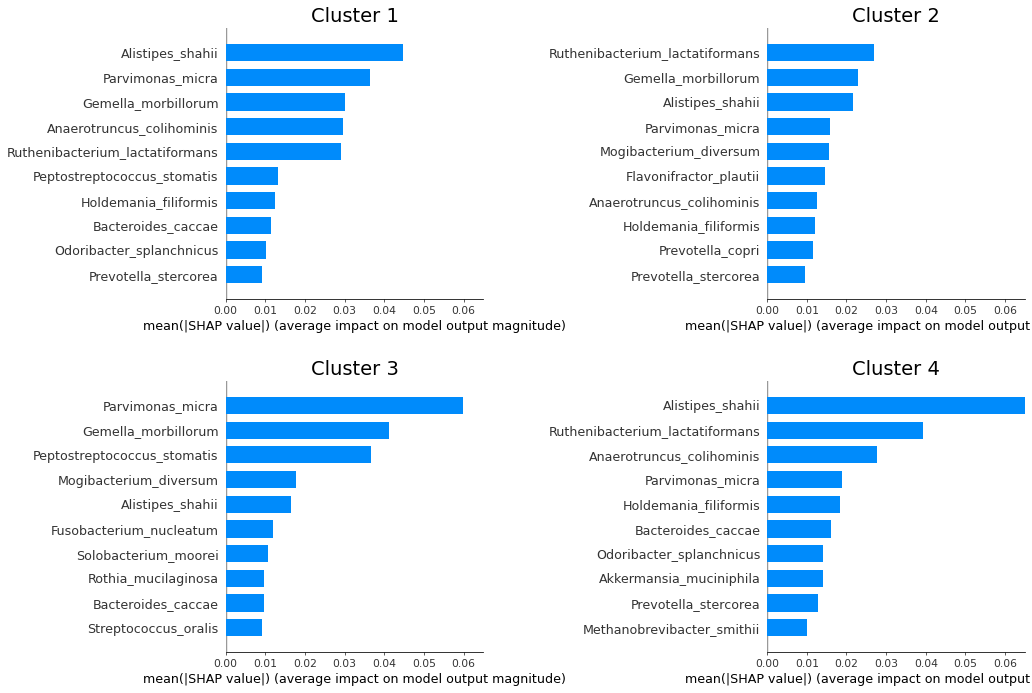 Cluster 1
Alistipes_shahii
Parvimonas_micra
Gemella_morbillorum
Anaerotruncus_colihominis
Ruthenibacterium_lactatiformans
Peptostreptococcus_stomatis
Holdemania_filiformis
Bacteroides_caccae
Odoribacter_splanchnicus
Prevotella_stercorea
0.00 0.01 0.02 0.03 0.04 0.05 0.06
mean(|SHAP value|) (average impact on model output magnitude)
Cluster 2
Ruthenibacterium_lactatiformans
Gemella_morbillorum
Alistipes_shahii
Parvimonas_micra
Mogibacterium_diversum
Flavonifractor_plautii
Anaerotruncus_colihominis
Holdemania_filiformis
Prevotella_copri
Prevotella_stercorea
0.00 0.01 0.02 0.03 0.04 0.05 0.06
mean(|SHAP value|) (average impact on model output
Cluster 3
Parvimonas_micra
Gemella_morbillorum
Peptostreptococcus_stomatis
Mogibacterium_diversum
Alistipes_shahii
Fusobacterium_nucleatum
Solobacterium_moorei
Rothia_mucilaginosa
Bacteroides_caccae
Streptococcus_oralis
0.00 0.01 0.02 0.03 0.04 0.05 0.06
mean(|SHAP value|) (average impact on model output magnitude)
Cluster 4
Alistipes_shahii
Ruthenibacterium_lactatiformans
Anaerotruncus_colihominis
Parvimonas_micra
Holdemania_filiformis
Bacteroides_caccae
Odoribacter_splanchnicus
Akkermansia_muciniphila
Prevotella_stercorea
Methanobrevibacter_smithii
0.00 0.01 0.02 0.03 0.04 0.05 0.06
mean(|SHAP value|) (average impact on model output